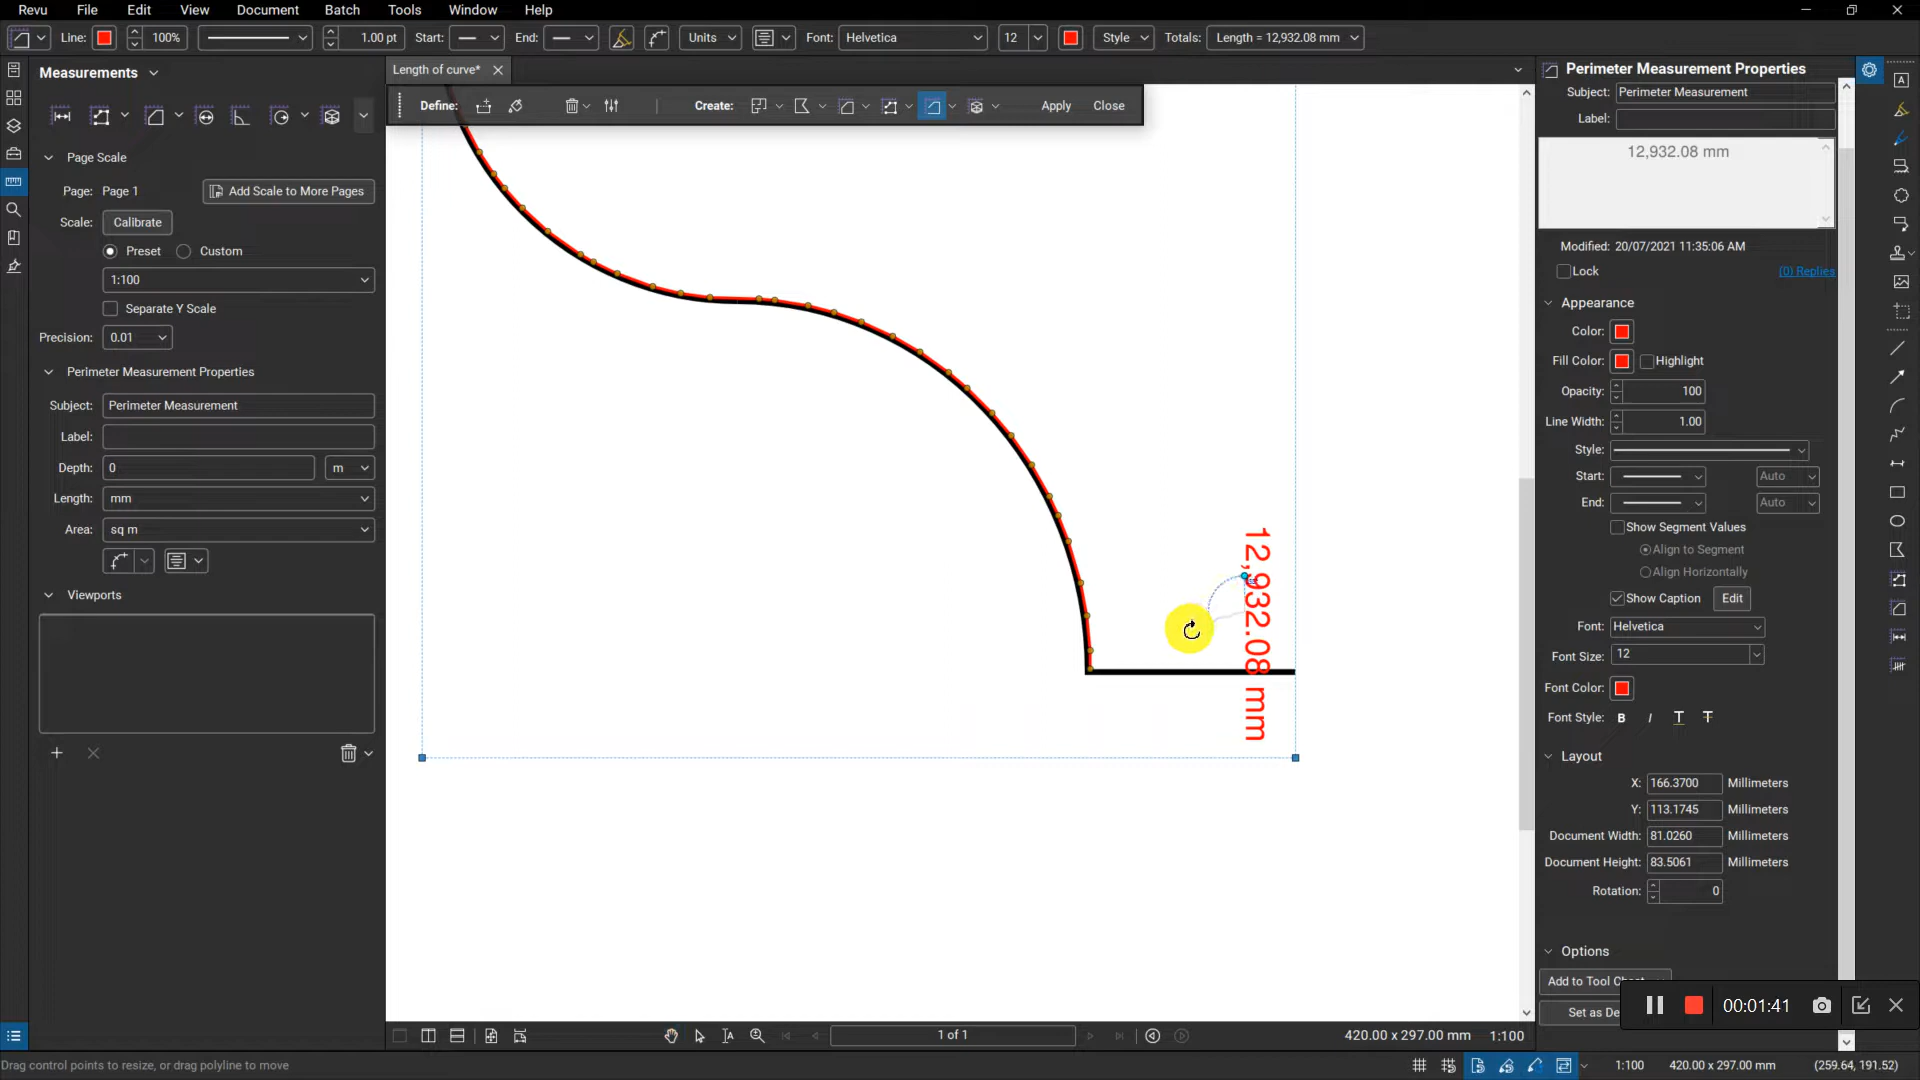 Revu File Edit View Document Batch Tools Window Help
Line: 100% 1.00 pt Start: End: Units Font: Helvetica 12 Style Totals: Length = 12,932.08 mm
Measurements
Length of curve*
Define: Create: Apply Close
Page Scale
Page: Page 1 Add Scale to More Pages
Scale: Calibrate
Preset Custom
1:100
Separate Y Scale
Precision: 0.01
Perimeter Measurement Properties
Subject: Perimeter Measurement
Label:
Depth: 0 m
Length: mm
Area: sq m
Viewports
12,932.08 mm
Perimeter Measurement Properties
Subject: Perimeter Measurement
Label:
12,932.08 mm
Modified: 20/07/2021 11:35:06 AM
Lock (0) Replies
Appearance
Color:
Fill Color: Highlight
Opacity: 100
Line Width: 1.00
Style:
Start: Auto
End: Auto
Show Segment Values
Align to Segment
Align Horizontally
Show Caption Edit
Font: Helvetica
Font Size: 12
Font Color:
Font Style: B I T T
Layout
X: 166.3700 Millimeters
Y: 113.1745 Millimeters
Document Width: 81.0260 Millimeters
Document Height: 83.5061 Millimeters
Rotation: 0
Options
Add to Tool
Set as De
00:01:41
1 of 1 420.00 x 297.00 mm 1:100
Drag control points to resize, or drag polyline to move 1:100 420.00 x 297.00 mm (259.64, 191.52)